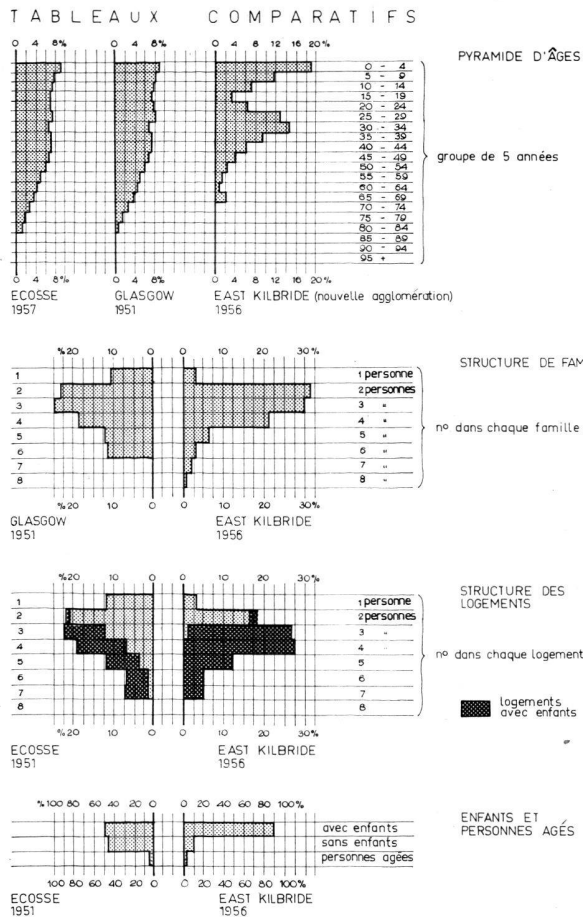 TABLEAUX COMPARATIFS
0 4 8% 0 4 8% 0 4 8 12 16 20%
PYRAMIDE D'ÂGES
0 - 4
5 - 9
10 - 14
15 - 19
20 - 24
25 - 29
30 - 34
35 - 39
40 - 44
45 - 49
50 - 54
55 - 59
60 - 64
65 - 69
70 - 74
75 - 79
80 - 84
85 - 89
90 - 94
95 +
groupe de 5 années
0 4 8% 0 4 8% 0 4 8 12 16 20%
ECOSSE GLASGOW EAST KILBRIDE (nouvelle agglomération)
1957 1951 1956
%20 10 0 0 10 20 30%
STRUCTURE DE FAM
1 1 personne
2 2 personnes
3 3 "
4 4 "
5 5 "
6 6 "
7 7 "
8 8 "
no dans chaque famille
%20 10 0 0 10 20 30%
GLASGOW EAST KILBRIDE
1951 1956
%20 10 0 0 10 20 30%
STRUCTURE DES
LOGEMENTS
1 1 personne
2 2 personnes
3 3 "
4 4 "
5 5 "
6 6 "
7 7 "
8 8 "
no dans chaque logement
logements
avec enfants
%20 10 0 0 10 20 30%
ECOSSE EAST KILBRIDE
1951 1956
%100 80 60 40 20 0 0 20 40 60 80 100%
ENFANTS ET
PERSONNES AGÉS
avec enfants
sans enfants
personnes agées
100 80 60 40 20 0 0 20 40 60 80 100%
ECOSSE EAST KILBRIDE
1951 1956